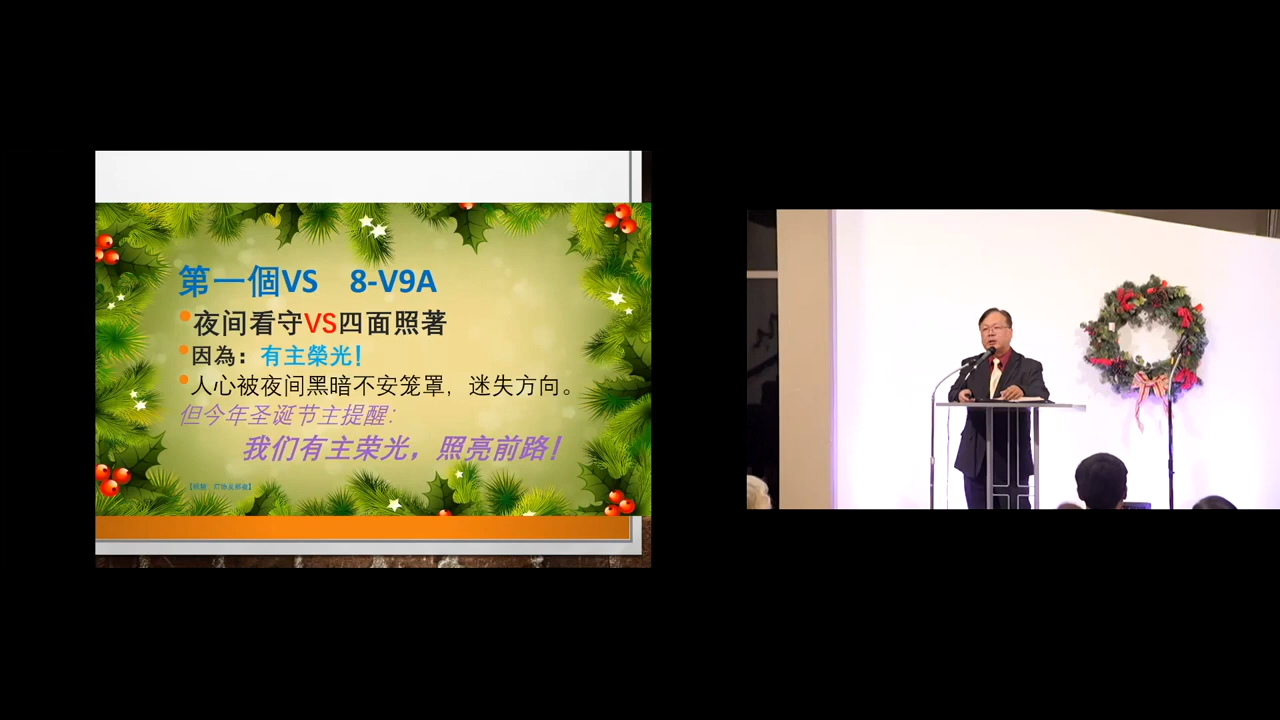 第一個VS 8-V9A
夜间看守VS四面照著
因為：有主榮光！
人心被夜间黑暗不安笼罩，迷失方向。
但今年圣诞节主提醒：
我们有主荣光，照亮前路！